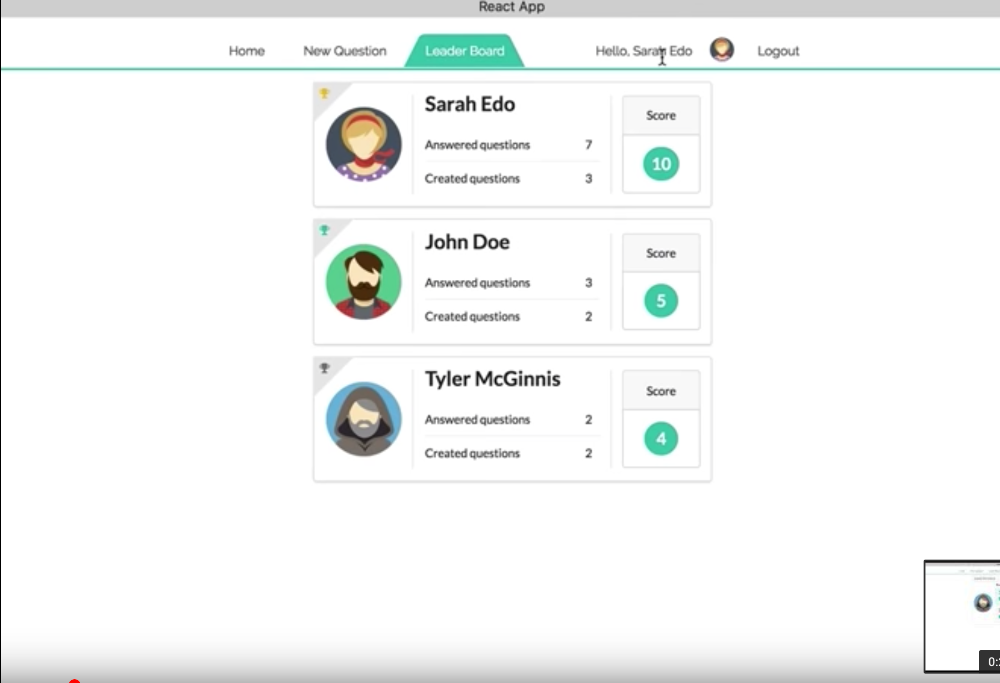 React App
Home New Question Leader Board Hello, Sarah Edo Logout
Sarah Edo
Score
Answered questions 7
10
Created questions 3
John Doe
Score
Answered questions 3
5
Created questions 2
Tyler McGinnis
Score
Answered questions 2
4
Created questions 2